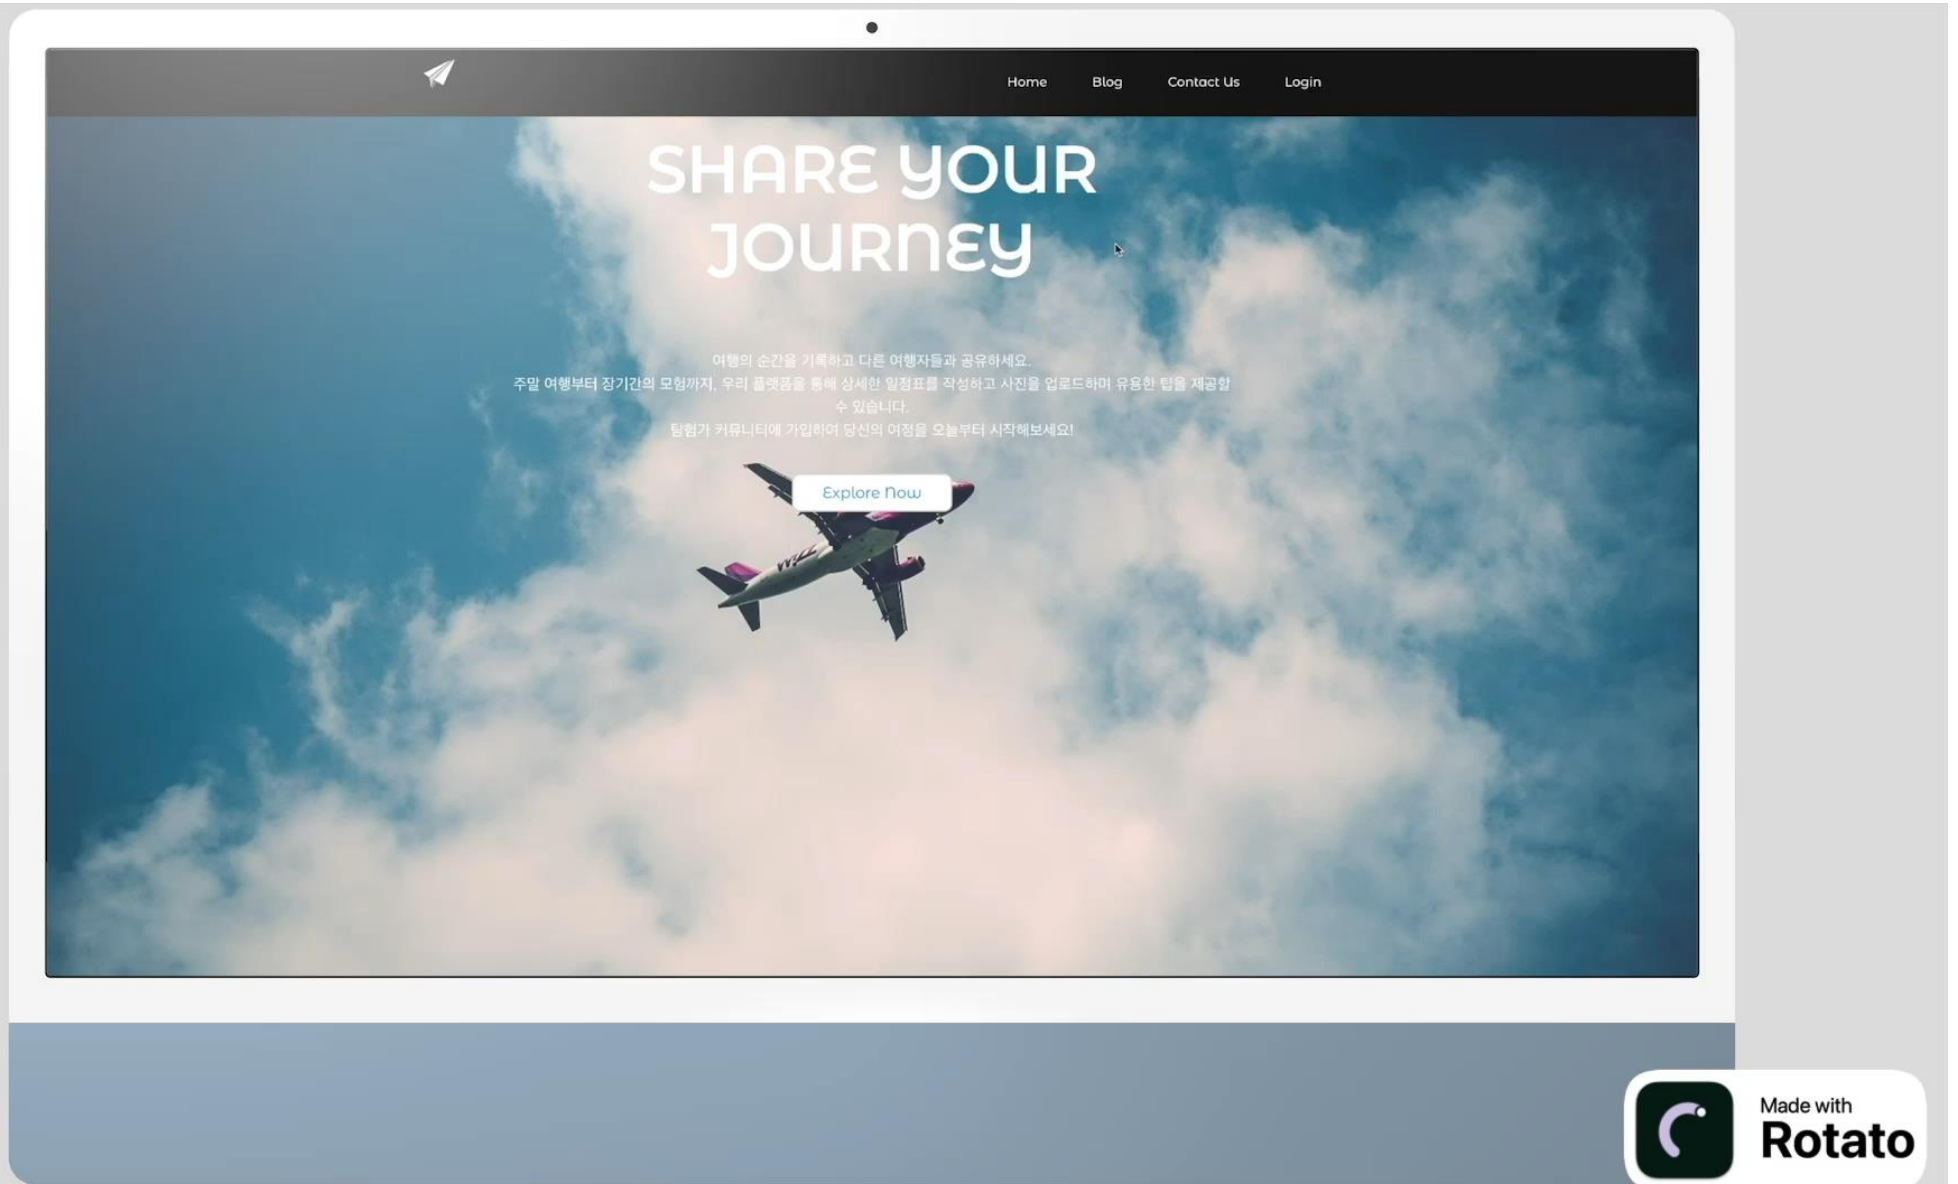 Home Blog Contact Us Login
SHARE YOUR
JOURNEY
여행의 순간을 기록하고 다른 여행자들과 공유하세요.
주말 여행부터 장기간의 모험까지, 우리 플랫폼을 통해 상세한 일정표를 작성하고 사진을 업로드하며 유용한 팁을 제공할
수 있습니다.
탐험가 커뮤니티에 가입하여 당신의 여정을 오늘부터 시작해보세요!
Explore Now
WIZZ
Made with
Rotato